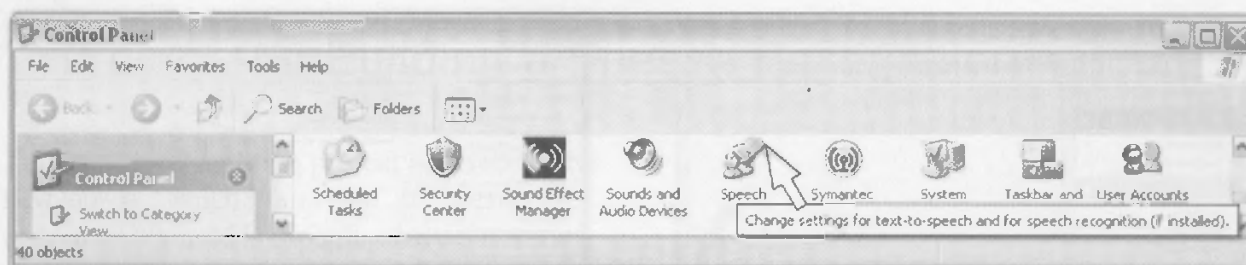 Control Panel
File Edit View Favorites Tools Help
Back Search Folders
Control Panel
Switch to Category
View
Scheduled
Tasks
Security
Center
Sound Effect
Manager
Sounds and
Audio Devices
Speech
Symantec
System
Taskbar and
User Accounts
Change settings for text-to-speech and for speech recognition (if installed).
40 objects